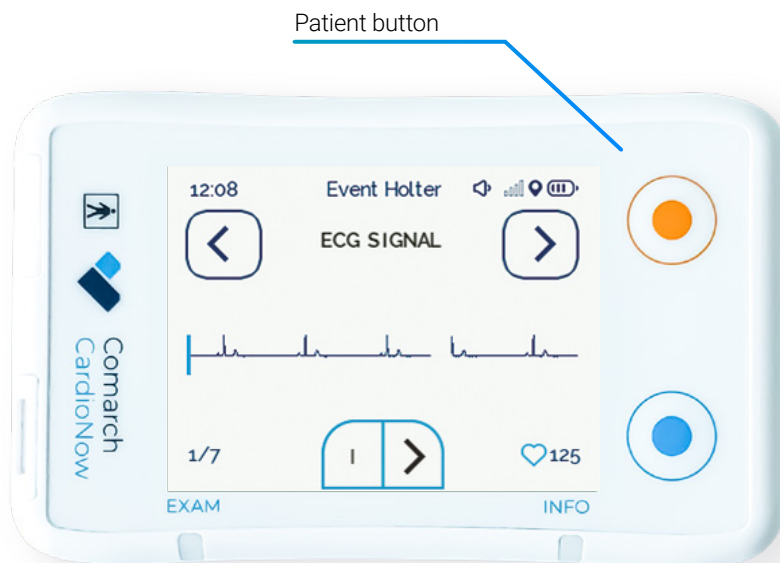 Patient button
12:08
Event Holter
ECG SIGNAL
1/7
I
125
EXAM
INFO
Comarch
CardioNow